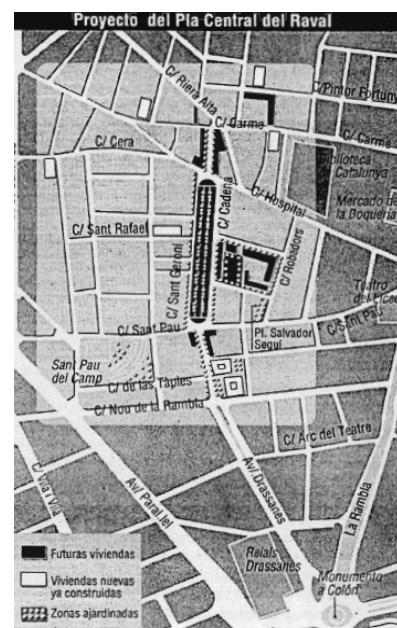 Proyecto del Pla Central del Raval
C/ Riera Alta
C/Pintor Fortuny
C/ Carme
C/ Carme
C/ Cera
Biblioteca
de Catalunya
C/ Hospital
Mercado de
la Boquería
C/ Cadena
C/ Sant Rafael
C/ Robadors
C/ Sant Geroni
Teatro
del Liceo
C/ Sant Pau
C/ Sant Pau
Pl. Salvador
Seguí
Sant Pau
del Camp
C/ de las Tàpies
C/ Nou de la Rambla
C/ Arc del Teatre
C/ Vila i Vilà
Av/ Paral.lel
Av/ Drassanes
La Rambla
Futuras viviendas
Viviendas nuevas
ya construidas
Zonas ajardinadas
Reials
Drassanes
Monumento
a Colón